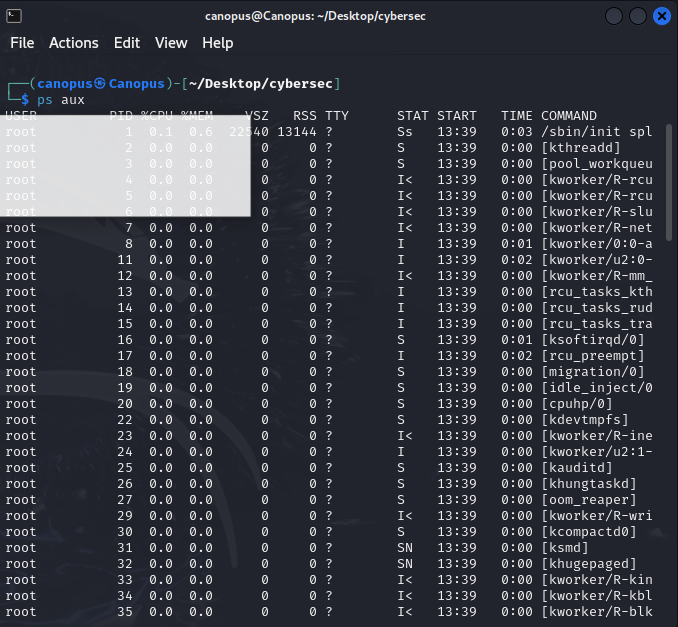 canopus@Canopus: ~/Desktop/cybersec
File Actions Edit View Help
┌──(canopus㉿Canopus)-[~/Desktop/cybersec]
└─$ ps aux
USER PID %CPU %MEM VSZ RSS TTY STAT START TIME COMMAND
root 1 0.1 0.6 22540 13144 ? Ss 13:39 0:03 /sbin/init spl
root 2 0.0 0.0 0 0 ? S 13:39 0:00 [kthreadd]
root 3 0.0 0.0 0 0 ? S 13:39 0:00 [pool_workqueu
root 4 0.0 0.0 0 0 ? I< 13:39 0:00 [kworker/R-rcu
root 5 0.0 0.0 0 0 ? I< 13:39 0:00 [kworker/R-rcu
root 6 0.0 0.0 0 0 ? I< 13:39 0:00 [kworker/R-slu
root 7 0.0 0.0 0 0 ? I< 13:39 0:00 [kworker/R-net
root 8 0.0 0.0 0 0 ? I 13:39 0:01 [kworker/0:0-a
root 11 0.0 0.0 0 0 ? I 13:39 0:02 [kworker/u2:0-
root 12 0.0 0.0 0 0 ? I< 13:39 0:00 [kworker/R-mm_
root 13 0.0 0.0 0 0 ? I 13:39 0:00 [rcu_tasks_kth
root 14 0.0 0.0 0 0 ? I 13:39 0:00 [rcu_tasks_rud
root 15 0.0 0.0 0 0 ? I 13:39 0:00 [rcu_tasks_tra
root 16 0.0 0.0 0 0 ? S 13:39 0:01 [ksoftirqd/0]
root 17 0.0 0.0 0 0 ? I 13:39 0:02 [rcu_preempt]
root 18 0.0 0.0 0 0 ? S 13:39 0:00 [migration/0]
root 19 0.0 0.0 0 0 ? S 13:39 0:00 [idle_inject/0
root 20 0.0 0.0 0 0 ? S 13:39 0:00 [cpuhp/0]
root 22 0.0 0.0 0 0 ? S 13:39 0:00 [kdevtmpfs]
root 23 0.0 0.0 0 0 ? I< 13:39 0:00 [kworker/R-ine
root 24 0.0 0.0 0 0 ? I 13:39 0:00 [kworker/u2:1-
root 25 0.0 0.0 0 0 ? S 13:39 0:00 [kauditd]
root 26 0.0 0.0 0 0 ? S 13:39 0:00 [khungtaskd]
root 27 0.0 0.0 0 0 ? S 13:39 0:00 [oom_reaper]
root 29 0.0 0.0 0 0 ? I< 13:39 0:00 [kworker/R-wri
root 30 0.0 0.0 0 0 ? S 13:39 0:00 [kcompactd0]
root 31 0.0 0.0 0 0 ? SN 13:39 0:00 [ksmd]
root 32 0.0 0.0 0 0 ? SN 13:39 0:00 [khugepaged]
root 33 0.0 0.0 0 0 ? I< 13:39 0:00 [kworker/R-kin
root 34 0.0 0.0 0 0 ? I< 13:39 0:00 [kworker/R-kbl
root 35 0.0 0.0 0 0 ? I< 13:39 0:00 [kworker/R-blk